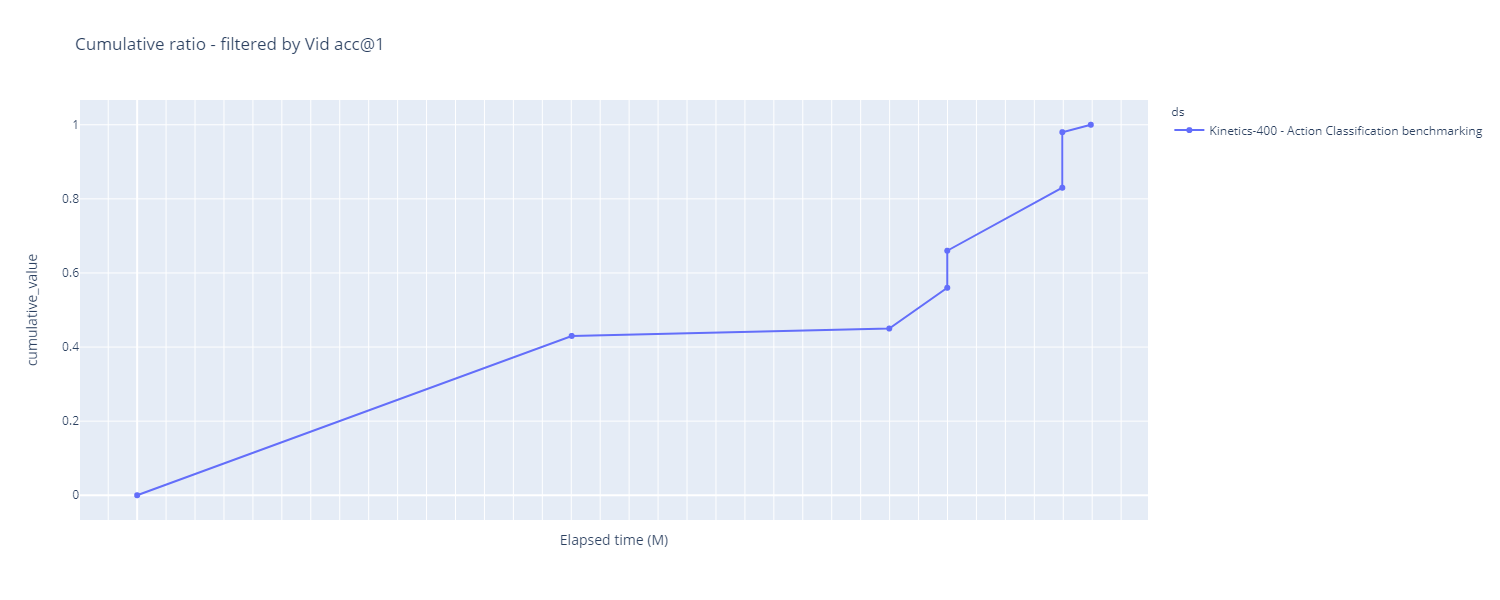 Cumulative ratio - filtered by Vid acc@1
ds
Kinetics-400 - Action Classification benchmarking
1
0.8
0.6
0.4
0.2
0
cumulative_value
Elapsed time (M)